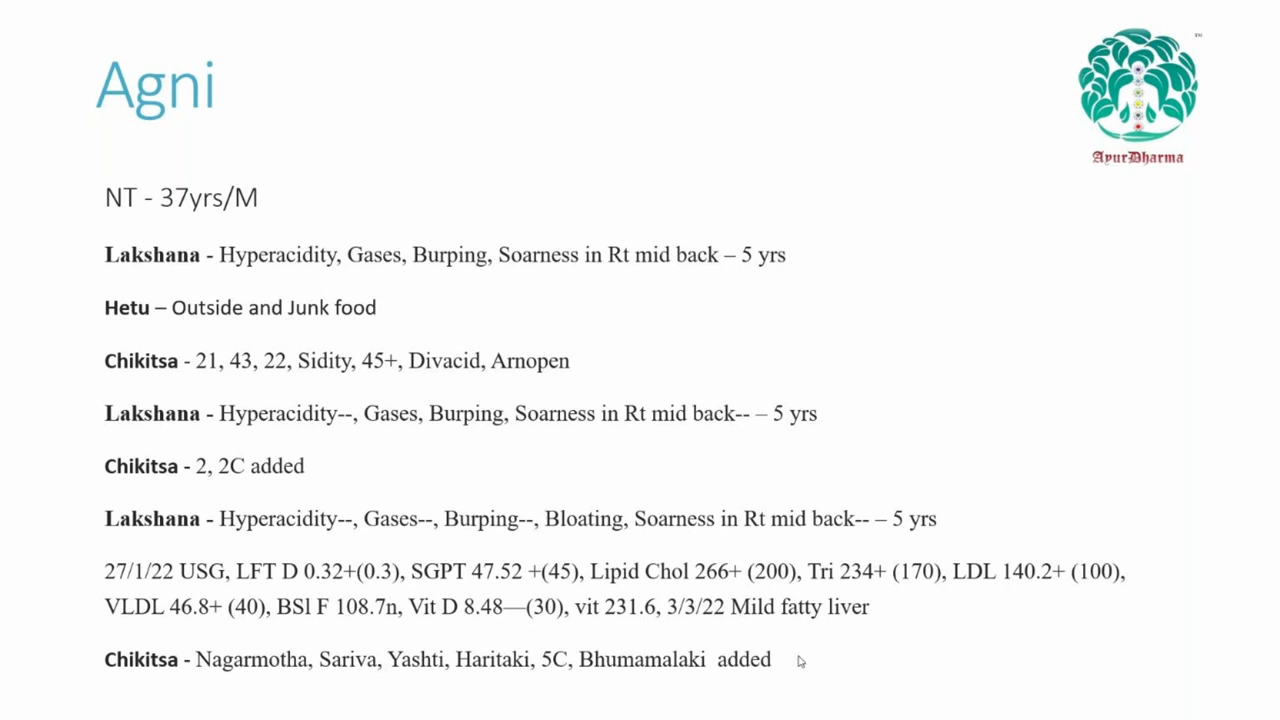 Agni
TM
AyurDharma
NT - 37yrs/M
Lakshana - Hyperacidity, Gases, Burping, Soarness in Rt mid back – 5 yrs
Hetu – Outside and Junk food
Chikitsa - 21, 43, 22, Sidity, 45+, Divacid, Arnopen
Lakshana - Hyperacidity--, Gases, Burping, Soarness in Rt mid back-- – 5 yrs
Chikitsa - 2, 2C added
Lakshana - Hyperacidity--, Gases--, Burping--, Bloating, Soarness in Rt mid back-- – 5 yrs
27/1/22 USG, LFT D 0.32+(0.3), SGPT 47.52 +(45), Lipid Chol 266+ (200), Tri 234+ (170), LDL 140.2+ (100),
VLDL 46.8+ (40), BSl F 108.7n, Vit D 8.48—(30), vit 231.6, 3/3/22 Mild fatty liver
Chikitsa - Nagarmotha, Sariva, Yashti, Haritaki, 5C, Bhumamalaki  added